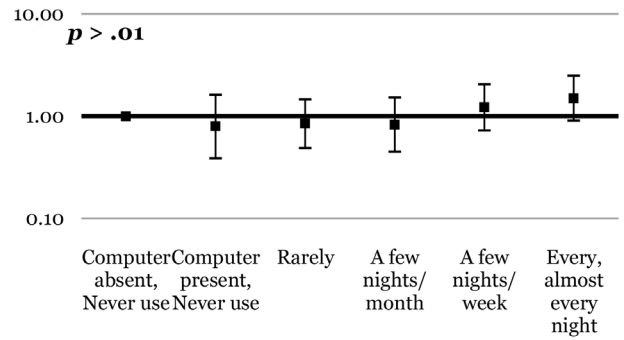 10.00
p > .01
1.00
0.10
Computer absent, Never use
Computer present, Never use
Rarely
A few nights/ month
A few nights/ week
Every, almost every night